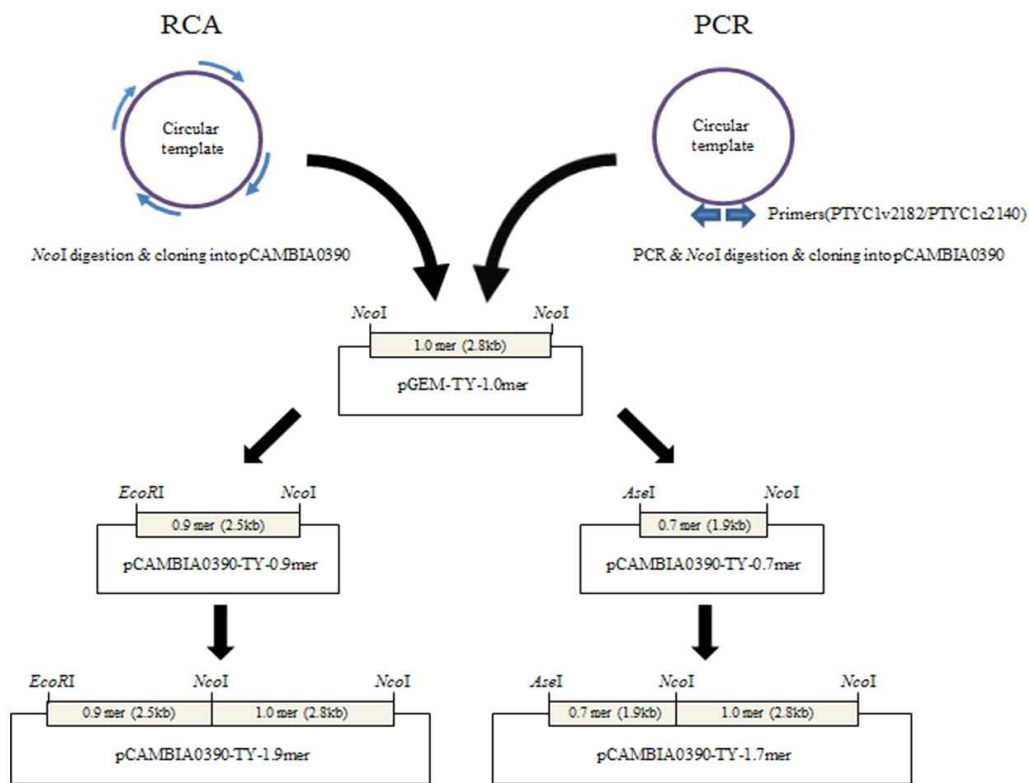 RCA
PCR
Circular
template
Circular
template
Primers(PTYC1v2182/PTYC1c2140)
NcoI digestion & cloning into pCAMBIA0390
PCR & NcoI digestion & cloning into pCAMBIA0390
NcoI
NcoI
1.0 mer (2.8kb)
pGEM-TY-1.0mer
EcoRI
NcoI
0.9 mer (2.5kb)
pCAMBIA0390-TY-0.9mer
AseI
NcoI
0.7 mer (1.9kb)
pCAMBIA0390-TY-0.7mer
EcoRI
NcoI
NcoI
0.9 mer (2.5kb)
1.0 mer (2.8kb)
pCAMBIA0390-TY-1.9mer
AseI
NcoI
NcoI
0.7 mer (1.9kb)
1.0 mer (2.8kb)
pCAMBIA0390-TY-1.7mer